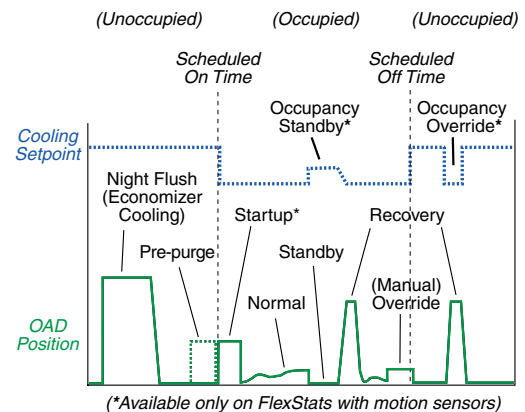 (Unoccupied) (Occupied) (Unoccupied)
Scheduled
On Time
Scheduled
Off Time
Cooling
Setpoint
Occupancy
Standby*
Occupancy
Override*
Night Flush
(Economizer
Cooling)
Pre-purge
Startup*
Normal
Standby
Recovery
(Manual)
Override
OAD
Position
(*Available only on FlexStats with motion sensors)